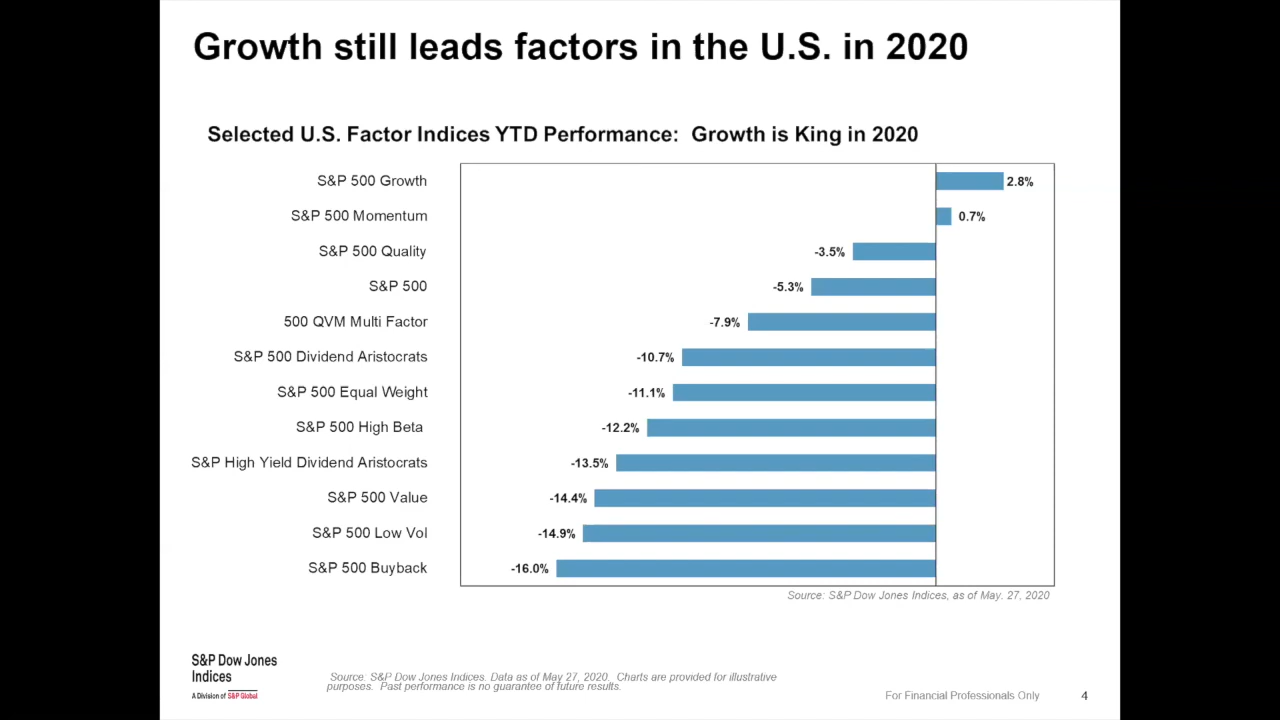 Growth still leads factors in the U.S. in 2020
Selected U.S. Factor Indices YTD Performance: Growth is King in 2020
S&P 500 Growth 2.8%
S&P 500 Momentum 0.7%
S&P 500 Quality -3.5%
S&P 500 -5.3%
500 QVM Multi Factor -7.9%
S&P 500 Dividend Aristocrats -10.7%
S&P 500 Equal Weight -11.1%
S&P 500 High Beta -12.2%
S&P High Yield Dividend Aristocrats -13.5%
S&P 500 Value -14.4%
S&P 500 Low Vol -14.9%
S&P 500 Buyback -16.0%
Source: S&P Dow Jones Indices, as of May. 27, 2020
S&P Dow Jones
Indices
A Division of S&P Global
Source: S&P Dow Jones Indices. Data as of May 27, 2020. Charts are provided for illustrative
purposes. Past performance is no guarantee of future results.
For Financial Professionals Only 4